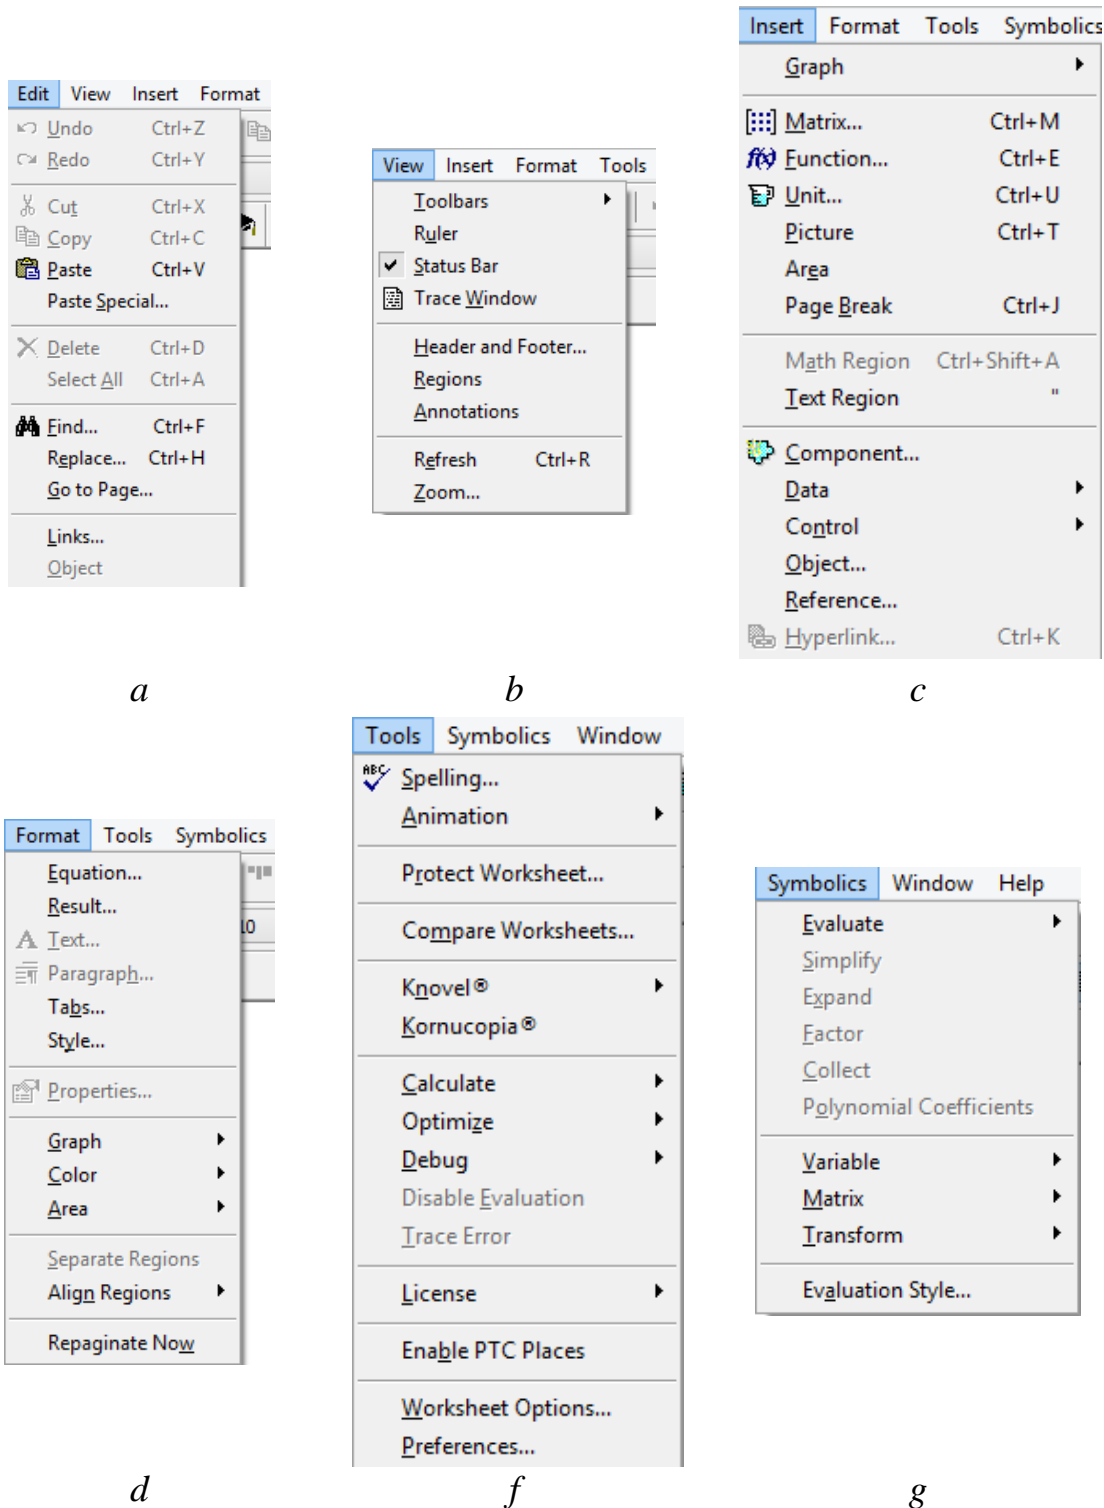 Edit View Insert Format
Undo Ctrl+Z
Redo Ctrl+Y
Cut Ctrl+X
Copy Ctrl+C
Paste Ctrl+V
Paste Special...
Delete Ctrl+D
Select All Ctrl+A
Find... Ctrl+F
Replace... Ctrl+H
Go to Page...
Links...
Object
a
View Insert Format Tools
Toolbars
Ruler
Status Bar
Trace Window
Header and Footer...
Regions
Annotations
Refresh Ctrl+R
Zoom...
b
Insert Format Tools Symbolics
Graph
Matrix... Ctrl+M
f(x) Function... Ctrl+E
Unit... Ctrl+U
Picture Ctrl+T
Area
Page Break Ctrl+J
Math Region Ctrl+Shift+A
Text Region "
Component...
Data
Control
Object...
Reference...
Hyperlink... Ctrl+K
c
Format Tools Symbolics
Equation...
Result...
10
A Text...
Paragraph...
Tabs...
Style...
Properties...
Graph
Color
Area
Separate Regions
Align Regions
Repaginate Now
d
Tools Symbolics Window
ABC Spelling...
Animation
Protect Worksheet...
Compare Worksheets...
Knovel®
Kornucopia®
Calculate
Optimize
Debug
Disable Evaluation
Trace Error
License
Enable PTC Places
Worksheet Options...
Preferences...
f
Symbolics Window Help
Evaluate
Simplify
Expand
Factor
Collect
Polynomial Coefficients
Variable
Matrix
Transform
Evaluation Style...
g